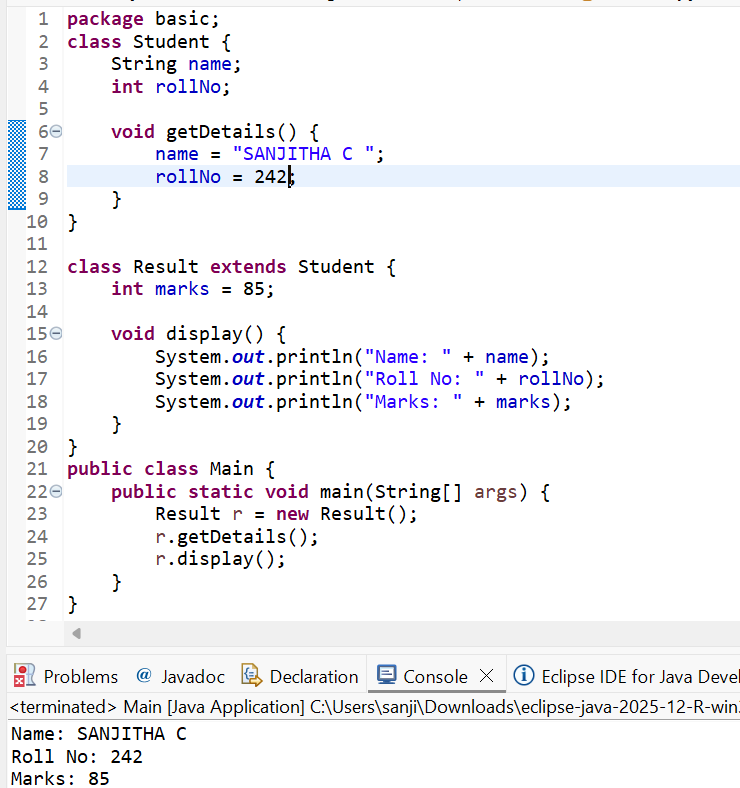 1 package basic;
2 class Student {
3     String name;
4     int rollNo;
5
6     void getDetails() {
7         name = "SANJITHA C ";
8         rollNo = 242;
9     }
10 }
11
12 class Result extends Student {
13     int marks = 85;
14
15     void display() {
16         System.out.println("Name: " + name);
17         System.out.println("Roll No: " + rollNo);
18         System.out.println("Marks: " + marks);
19     }
20 }
21 public class Main {
22     public static void main(String[] args) {
23         Result r = new Result();
24         r.getDetails();
25         r.display();
26     }
27 }
Problems @ Javadoc Declaration Console Eclipse IDE for Java
<terminated> Main [Java Application] C:\Users\sanji\Downloads\eclipse-java-2025-12-R-win
Name: SANJITHA C
Roll No: 242
Marks: 85